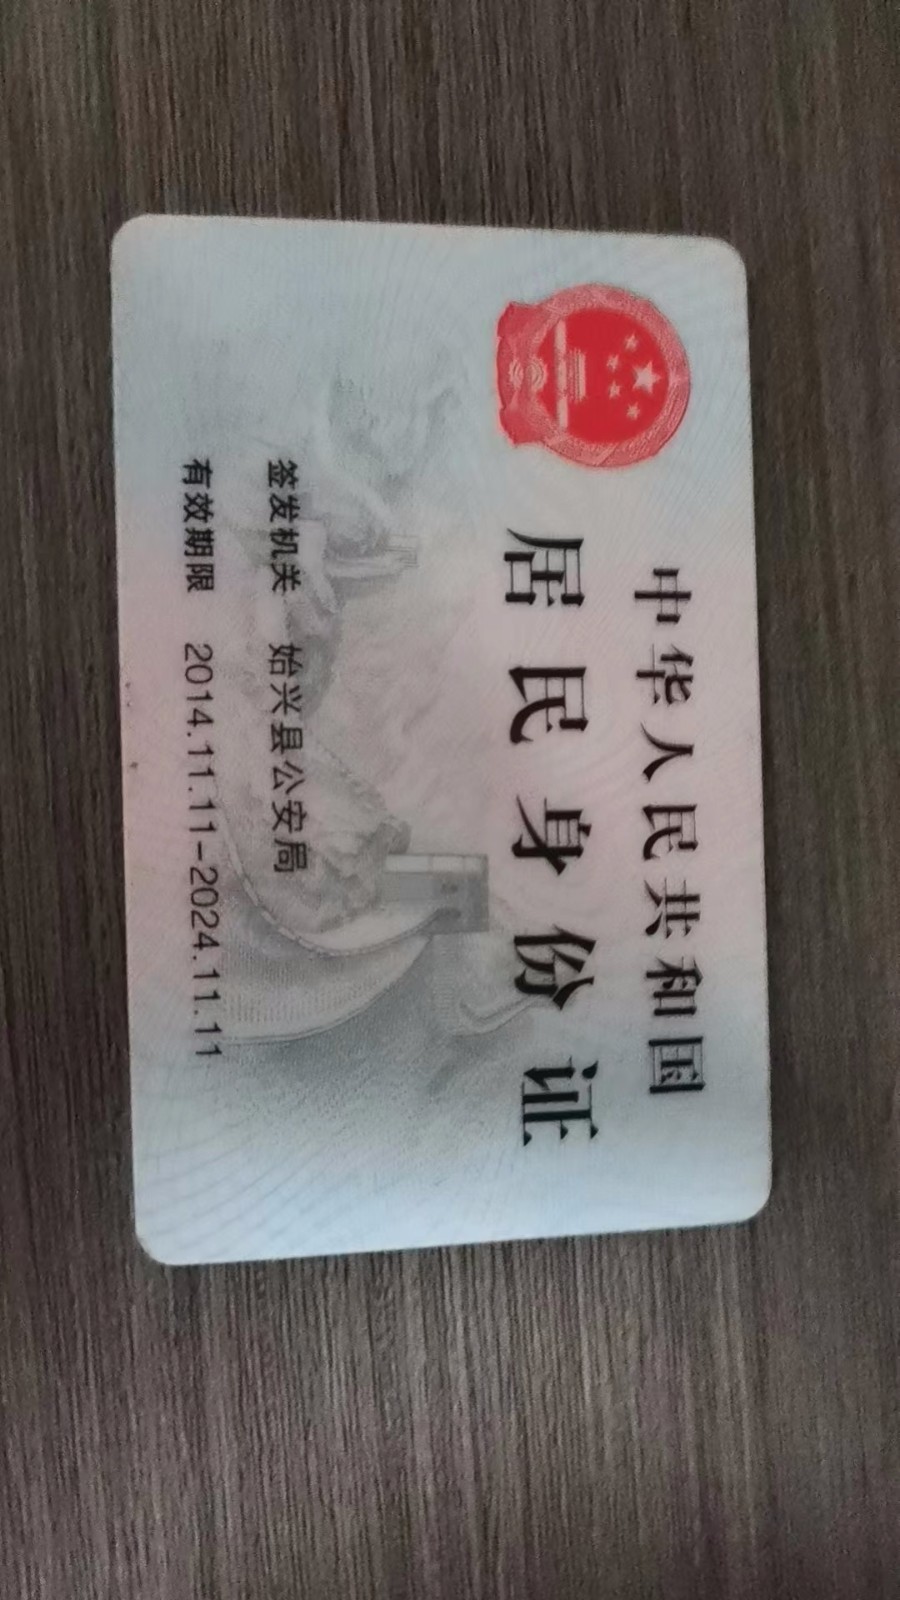 中华人民共和国
居民身份证
签发机关 始兴县公安局
有效期限 2014.11.11-2024.11.11